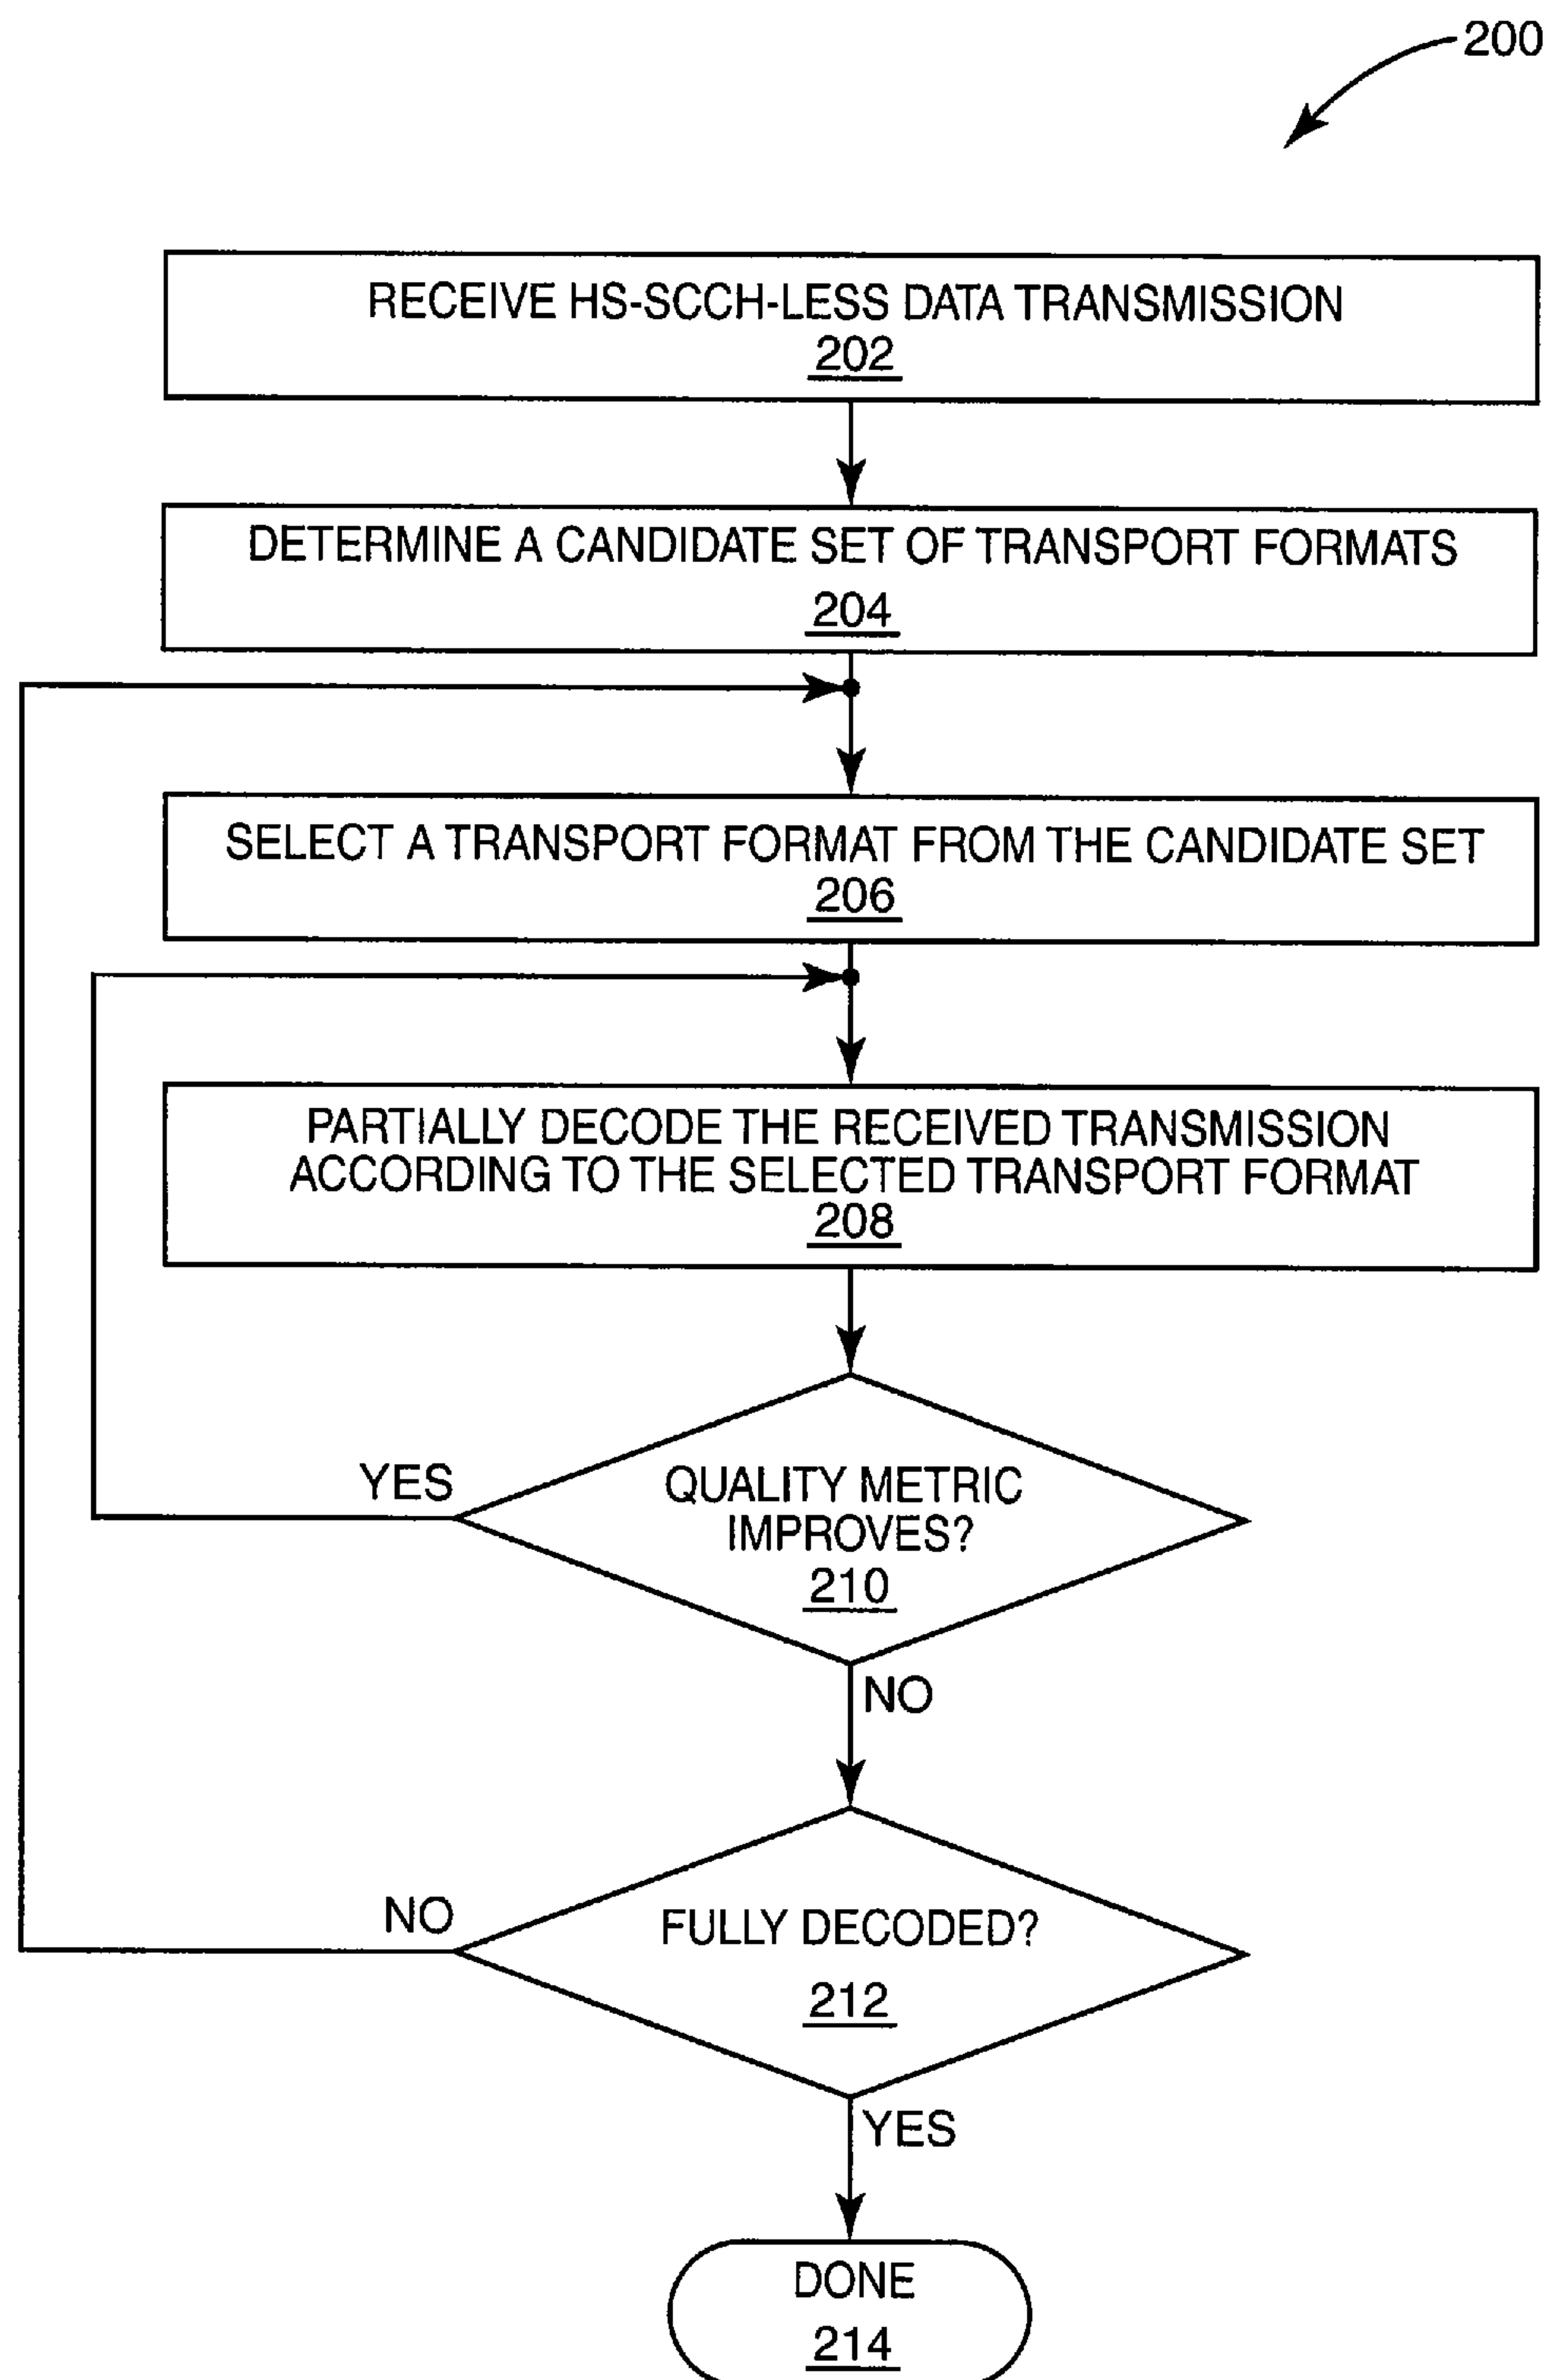 200
RECEIVE HS-SCCH-LESS DATA TRANSMISSION
202
DETERMINE A CANDIDATE SET OF TRANSPORT FORMATS
204
SELECT A TRANSPORT FORMAT FROM THE CANDIDATE SET
206
PARTIALLY DECODE THE RECEIVED TRANSMISSION
ACCORDING TO THE SELECTED TRANSPORT FORMAT
208
YES
QUALITY METRIC
IMPROVES?
210
NO
NO
FULLY DECODED?
212
YES
DONE
214